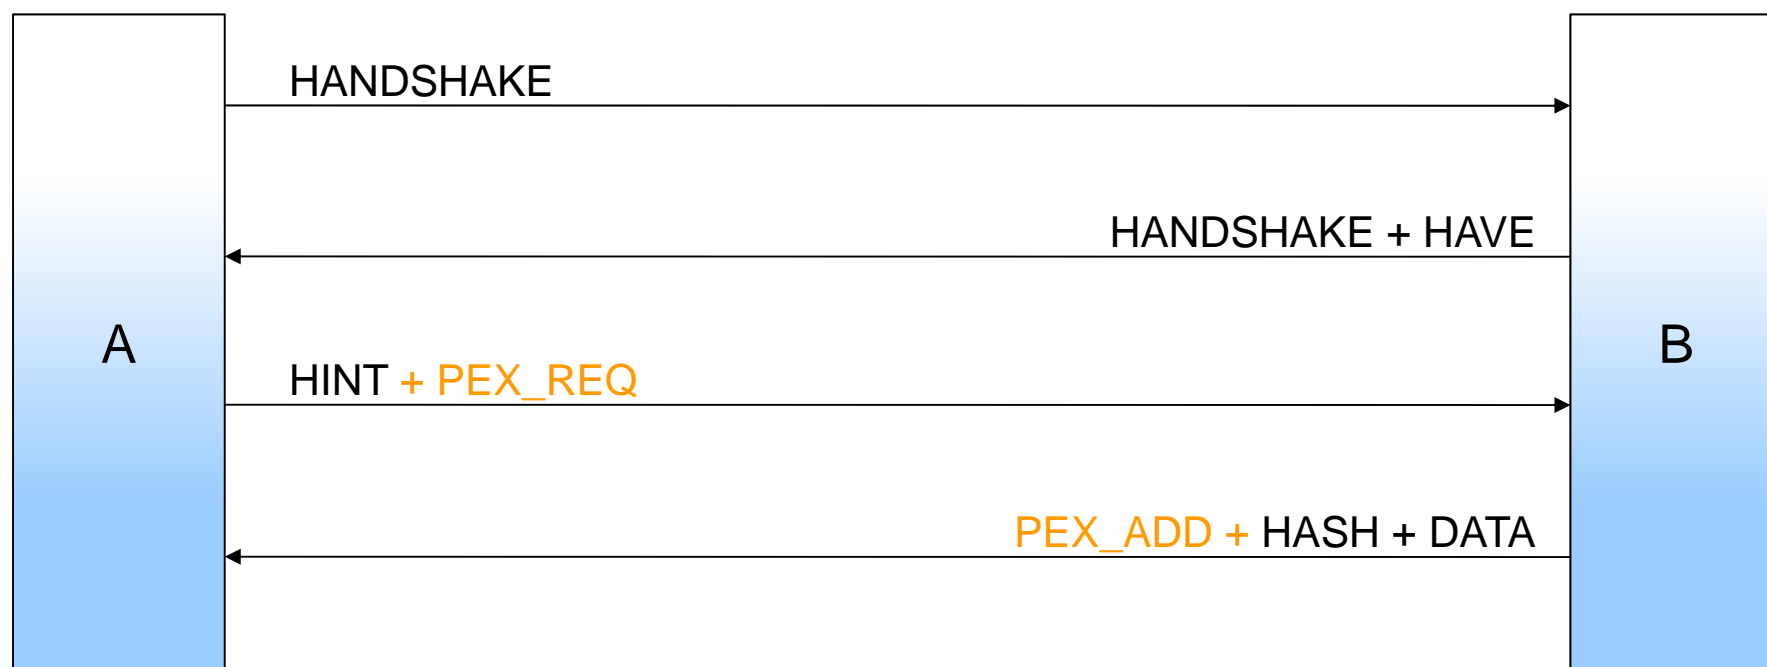 HANDSHAKE
HANDSHAKE + HAVE
A
B
HINT + PEX_REQ
PEX_ADD + HASH + DATA